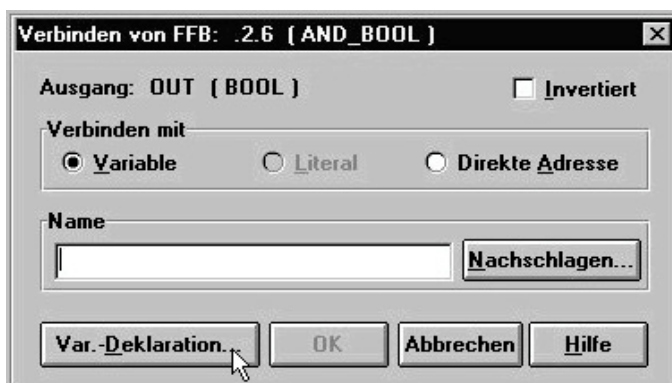 Verbinden von FFB: .2.6 ( AND_BOOL )
Ausgang: OUT ( BOOL ) Invertiert
Verbinden mit
Variable Literal Direkte Adresse
Name
Nachschlagen...
Var.-Deklaration... OK Abbrechen Hilfe